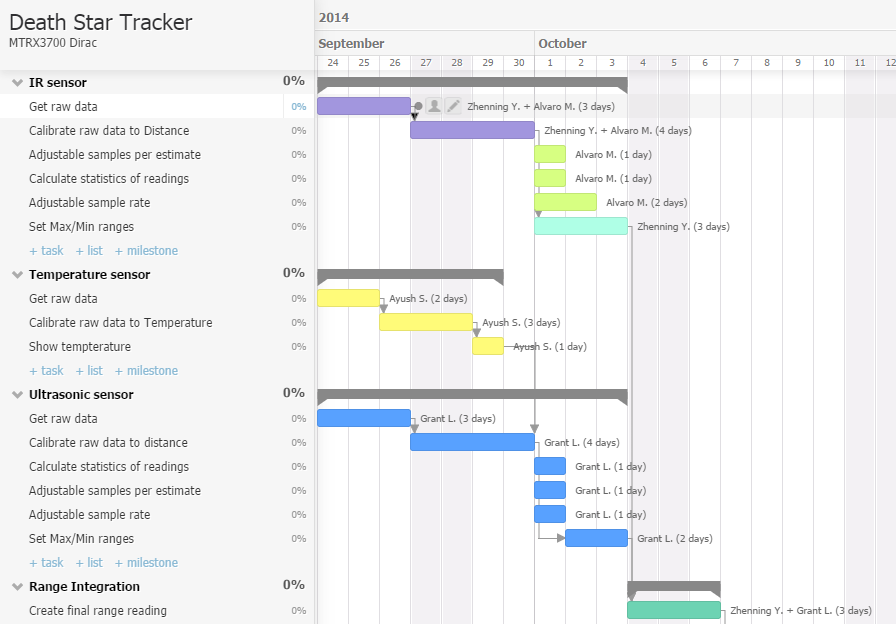 Death Star Tracker
MTRX3700 Dirac
2014
September October
24 25 26 27 28 29 30 1 2 3 4 5 6 7 8 9 10 11 12
IR sensor 0%
Get raw data 0% Zhenning Y. + Alvaro M. (3 days)
Calibrate raw data to Distance 0% Zhenning Y. + Alvaro M. (4 days)
Adjustable samples per estimate 0% Alvaro M. (1 day)
Calculate statistics of readings 0% Alvaro M. (1 day)
Adjustable sample rate 0% Alvaro M. (2 days)
Set Max/Min ranges 0% Zhenning Y. (3 days)
+ task + list + milestone
Temperature sensor 0%
Get raw data 0% Ayush S. (2 days)
Calibrate raw data to Temperature 0% Ayush S. (3 days)
Show tempterature 0% Ayush S. (1 day)
+ task + list + milestone
Ultrasonic sensor 0%
Get raw data 0% Grant L. (3 days)
Calibrate raw data to distance 0% Grant L. (4 days)
Calculate statistics of readings 0% Grant L. (1 day)
Adjustable samples per estimate 0% Grant L. (1 day)
Adjustable sample rate 0% Grant L. (1 day)
Set Max/Min ranges 0% Grant L. (2 days)
+ task + list + milestone
Range Integration 0%
Create final range reading 0% Zhenning Y. + Grant L. (3 days)